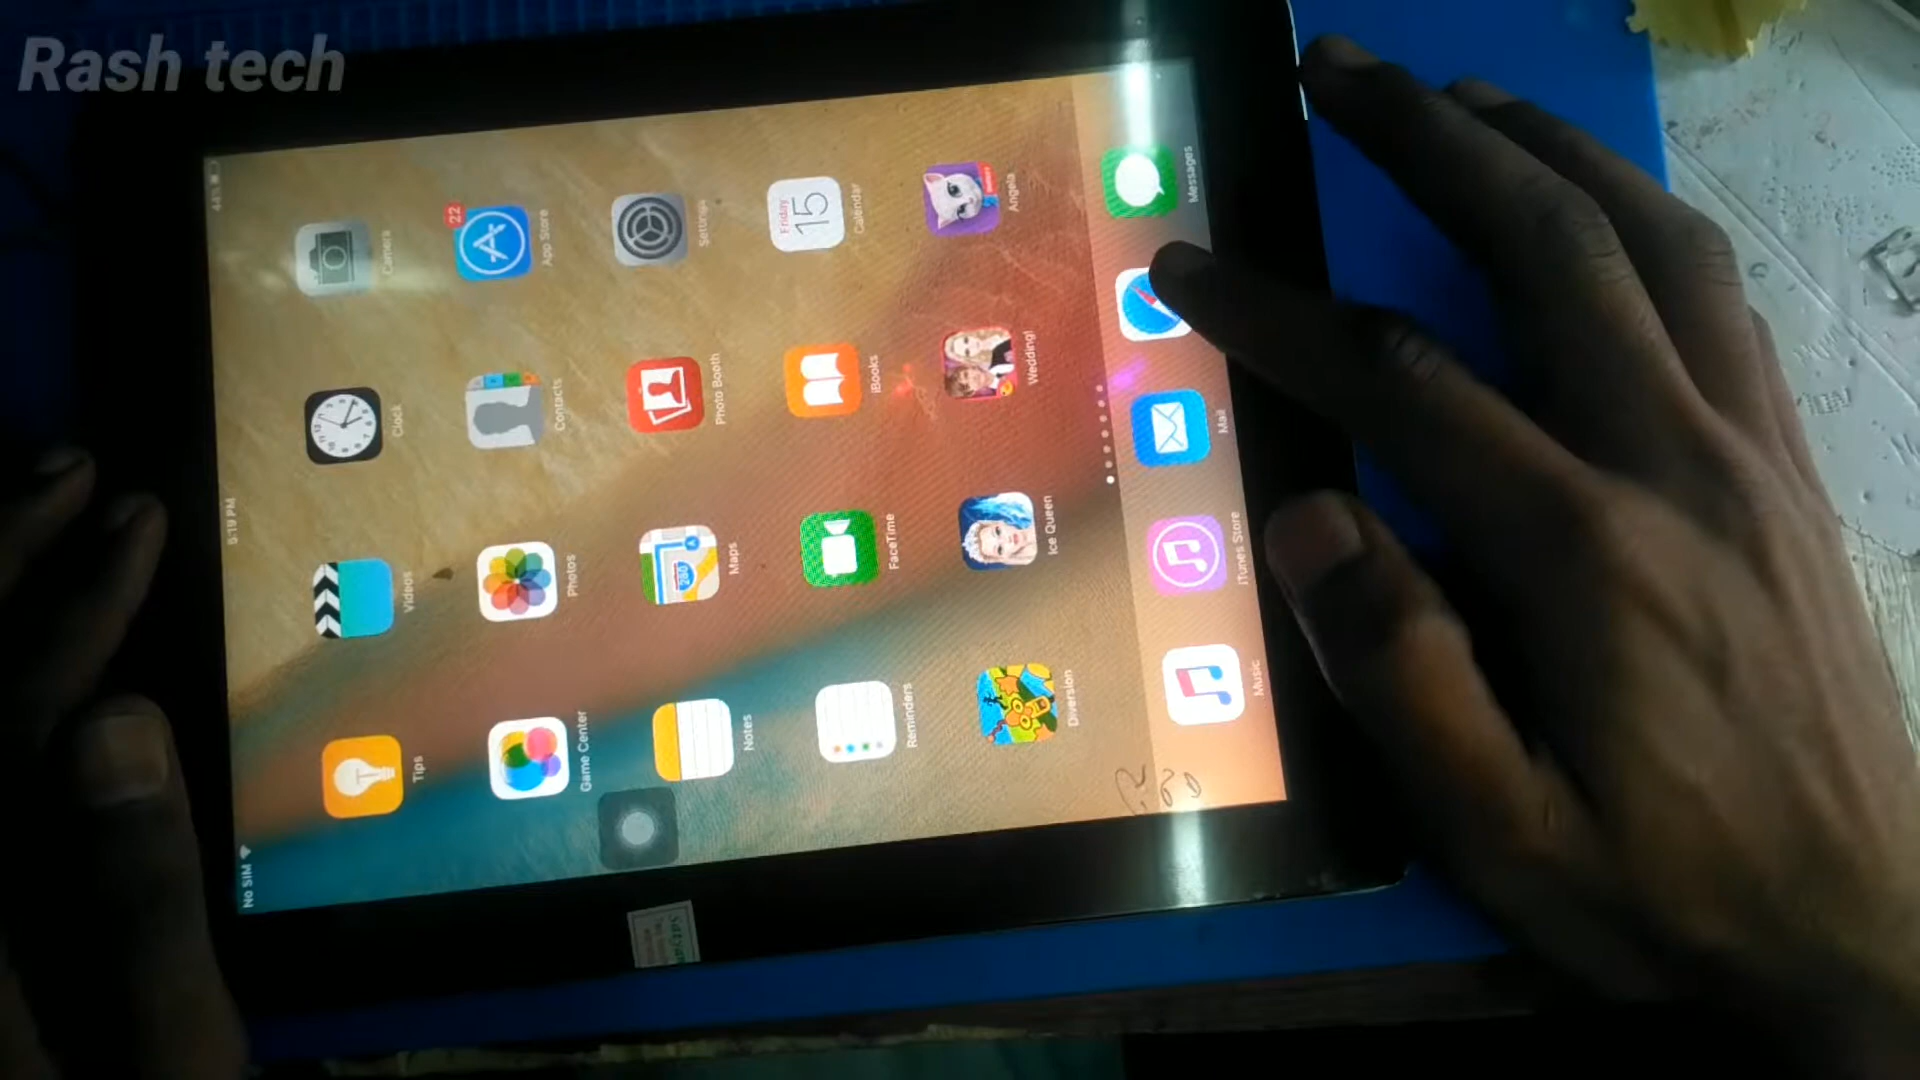 Rash tech
No SIM
5:19 PM
44%
Tips
Videos
Clock
Camera
Game Center
Photos
Contacts
22
App Store
Notes
280
Maps
Photo Booth
Settings
Reminders
FaceTime
iBooks
Friday
15
Calendar
Diversion
Ice Queen
Wedding!
Angela
Music
iTunes Store
Mail
Messages